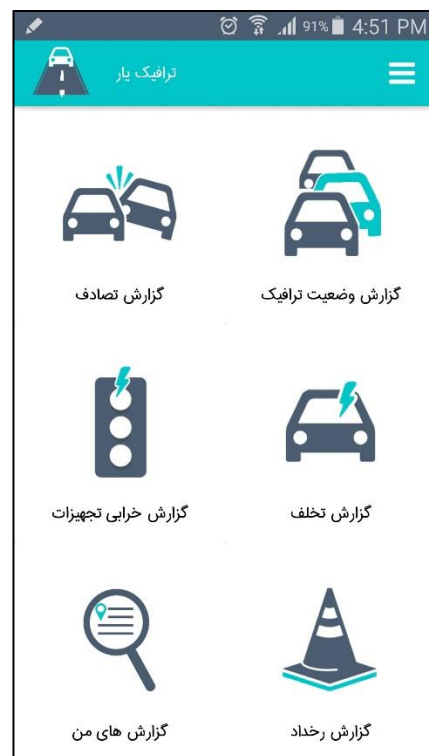 91% 4:51 PM
ترافیک یار
گزارش وضعیت ترافیک
گزارش تصادف
گزارش تخلف
گزارش خرابی تجهیزات
گزارش رخداد
گزارش های من